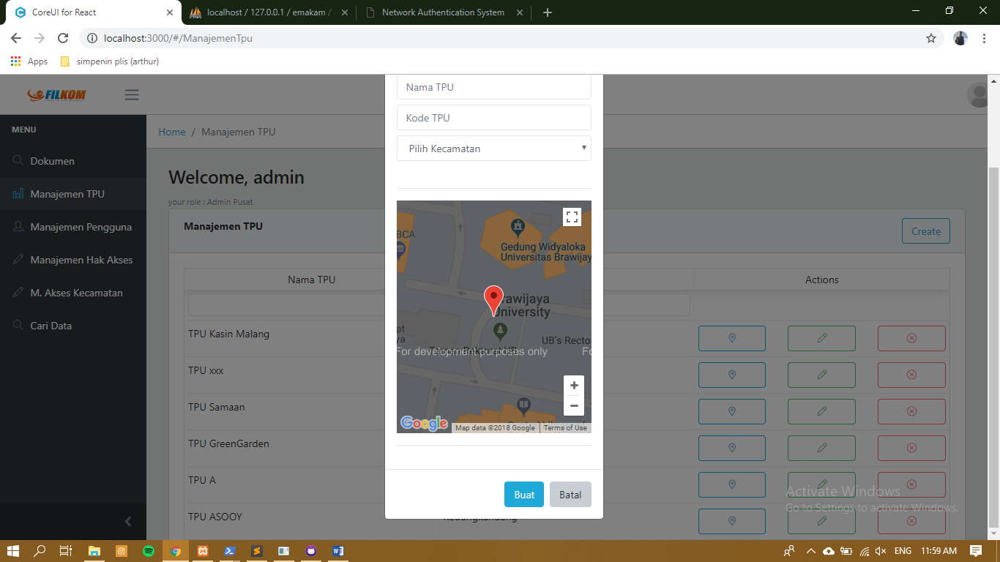 CoreUI for React
localhost / 127.0.0.1 / emakam /
Network Authentication System
localhost:3000/#/ManajemenTpu
Apps
simpenin plis (arthur)
FILKOM
MENU
Dokumen
Manajemen TPU
Manajemen Pengguna
Manajemen Hak Akses
M. Akses Kecamatan
Cari Data
Home / Manajemen TPU
Welcome, admin
your role : Admin Pusat
Manajemen TPU
Create
Nama TPU
Actions
TPU Kasin Malang
TPU xxx
TPU Samaan
TPU GreenGarden
TPU A
TPU ASOOY
Nama TPU
Kode TPU
Pilih Kecamatan
BCA
Gedung Widyaloka
Universitas Brawijay
rawijaya
University
UB's Recto
For development purposes only
Fo
Google
Map data ©2018 Google
Terms of Use
Buat
Batal
Activate Windows
Go to Settings to activate Windows.
ENG
11:59 AM